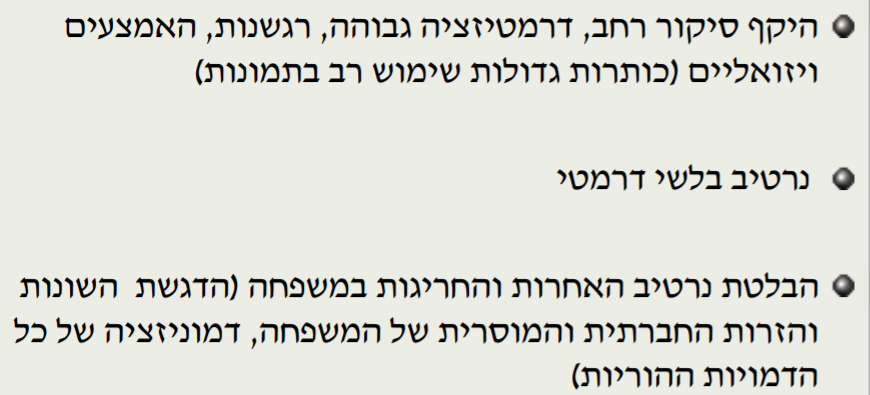 היקף סיקור רחב, דרמטיזציה גבוהה, רגשנות, האמצעים
ויזואליים (כותרות גדולות שימוש רב בתמונות)
נרטיב בלשי דרמטי
הבלטת נרטיב האחרות והחריגות במשפחה (הדגשת השונות
והזרות החברתית והמוסרית של המשפחה, דמוניזציה של כל
הדמויות ההוריות)